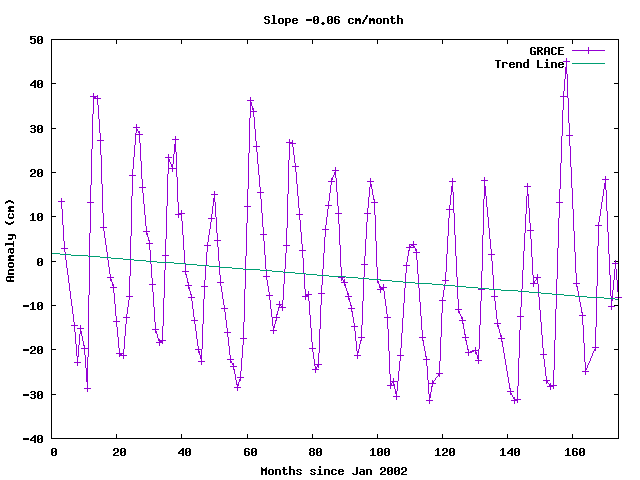 Slope -0.06 cm/month
GRACE
Trend Line
50
40
30
20
10
0
-10
-20
-30
-40
Anomaly (cm)
0 20 40 60 80 100 120 140 160
Months since Jan 2002